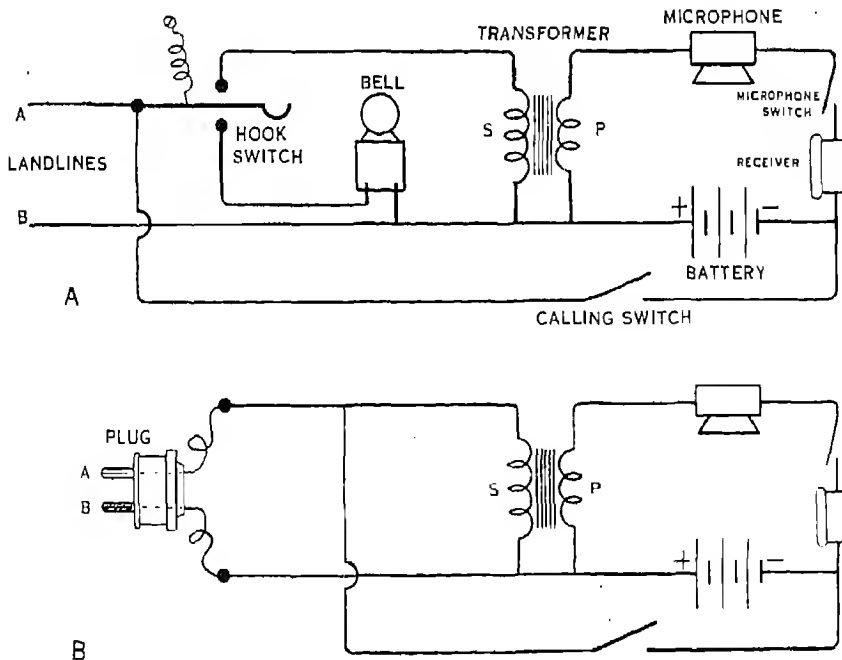 TRANSFORMER
MICROPHONE
BELL
A
HOOK
SWITCH
S
P
MICROPHONE
SWITCH
RECEIVER
LANDLINES
B
+
−
BATTERY
A
CALLING SWITCH
PLUG
A
B
S
P
+
−
B